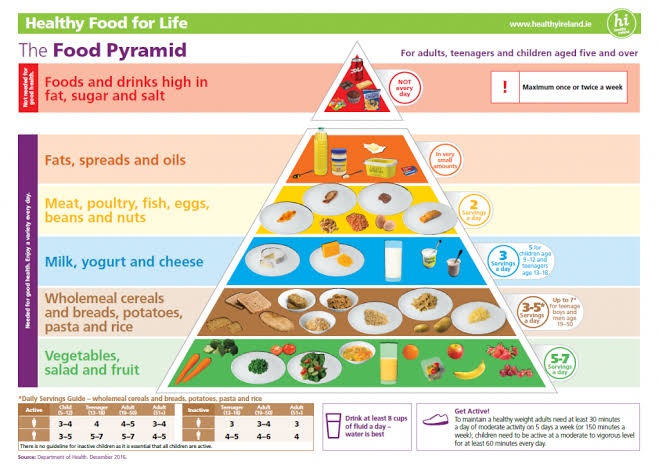 Healthy Food for Life
www.healthyireland.ie
hi
The Food Pyramid
For adults, teenagers and children aged five and over
Not needed for
good health.
Foods and drinks high in
fat, sugar and salt
NOT
every
day
!
Maximum once or twice a week
Needed for good health. Enjoy a variety every day.
Fats, spreads and oils
In very
small
amounts
Meat, poultry, fish, eggs,
beans and nuts
2
Servings
a day
Milk, yogurt and cheese
3
Servings
a day
5 for
children age
9–12 and
teenagers
age 13–18
Wholemeal cereals
and breads, potatoes,
pasta and rice
3-5*
Servings
a day
Up to 7*
for teenage
boys and
men age
19–50
Vegetables,
salad and fruit
5-7
Servings
a day
*Daily Servings Guide – wholemeal cereals and breads, potatoes, pasta and rice
Active Child (5–12) Teenager (13–18) Adult (19–50) Adult (51+)
3–4 4 4–5 3–4
3–5 5–7 5–7 4–5
Inactive Teenager (13–18) Adult (19–50) Adult (51+)
3 3–4 3
4–5 4–6 4
There is no guideline for inactive children as it is essential that all children are active.
Source: Department of Health. December 2016.
Drink at least 8 cups
of fluid a day –
water is best
Get Active!
To maintain a healthy weight adults need at least 30 minutes
a day of moderate activity on 5 days a week (or 150 minutes a
week); children need to be active at a moderate to vigorous level
for at least 60 minutes every day.